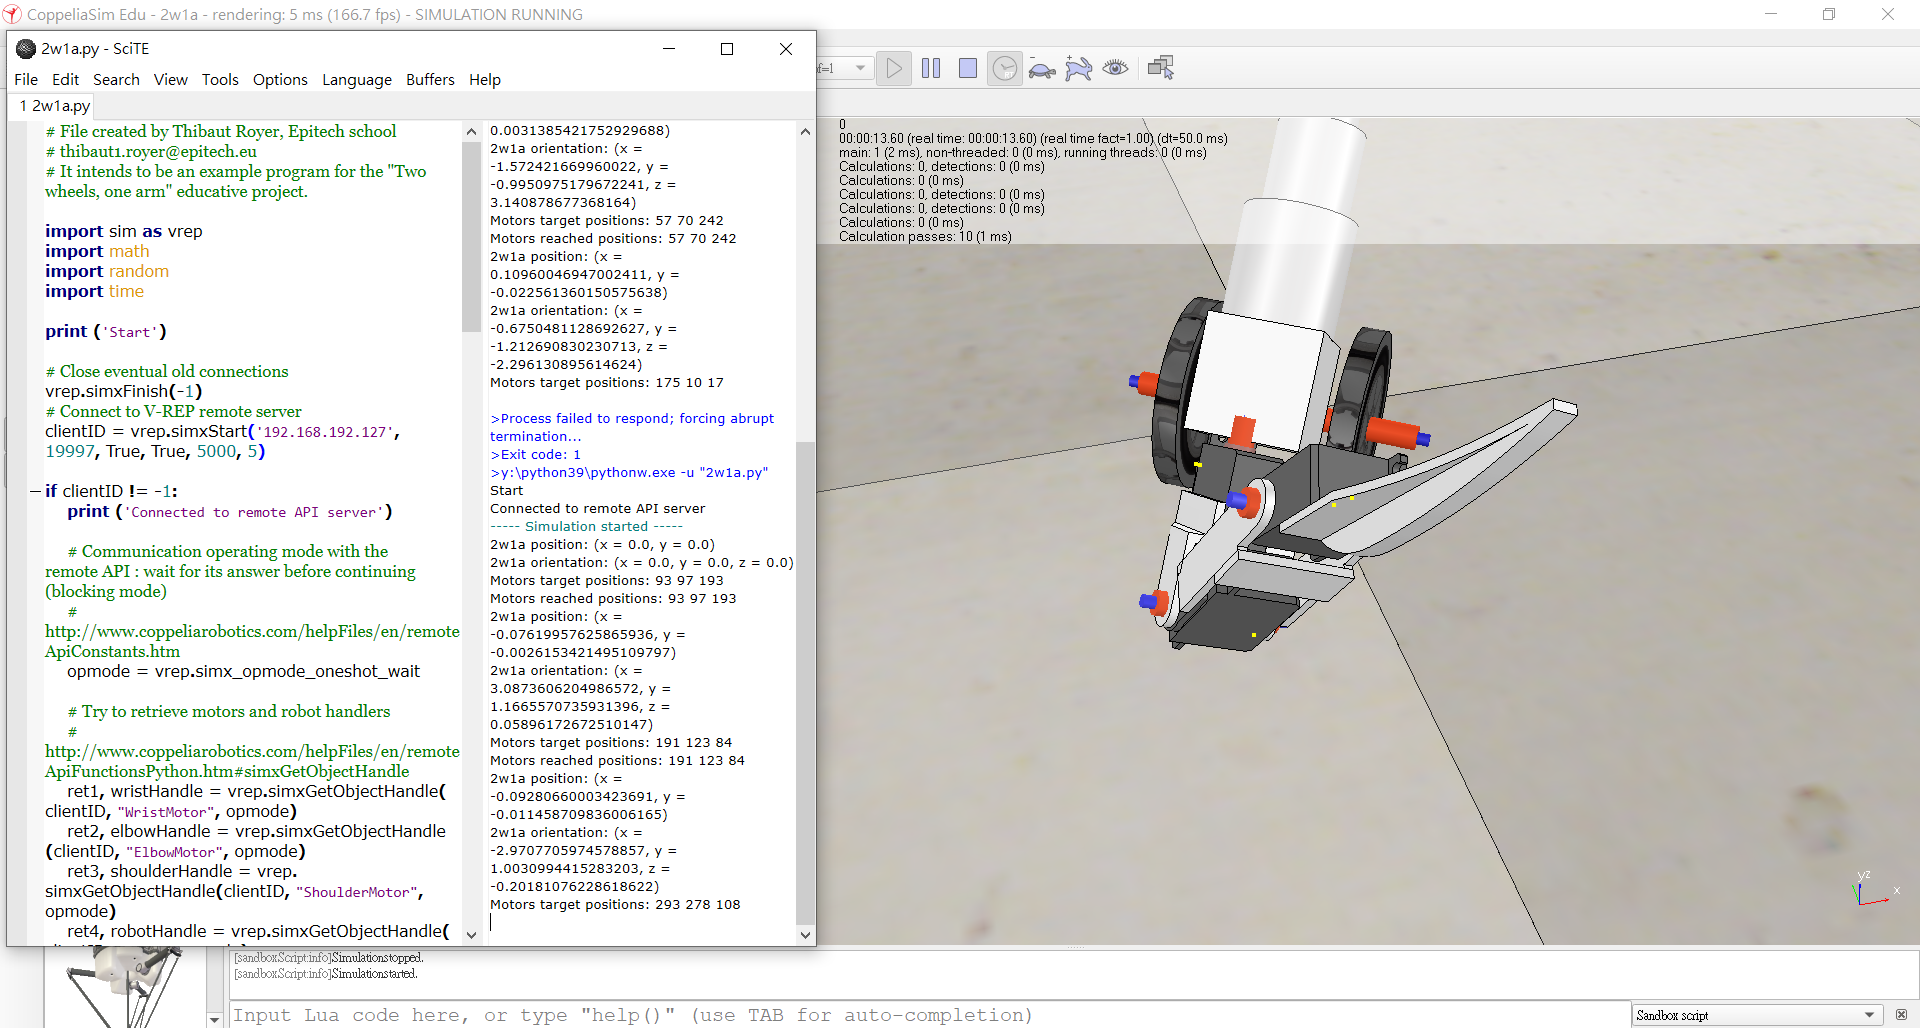 CoppeliaSim Edu - 2w1a - rendering: 5 ms (166.7 fps) - SIMULATION RUNNING
2w1a.py - SciTE
File Edit Search View Tools Options Language Buffers Help
1 2w1a.py
# File created by Thibaut Royer, Epitech school
# thibaut1.royer@epitech.eu
# It intends to be an example program for the "Two
wheels, one arm" educative project.
import sim as vrep
import math
import random
import time
print ('Start')
# Close eventual old connections
vrep.simxFinish(-1)
# Connect to V-REP remote server
clientID = vrep.simxStart('192.168.192.127',
19997, True, True, 5000, 5)
if clientID != -1:
print ('Connected to remote API server')
# Communication operating mode with the
remote API : wait for its answer before continuing
(blocking mode)
#
http://www.coppeliarobotics.com/helpFiles/en/remote
ApiConstants.htm
opmode = vrep.simx_opmode_oneshot_wait
# Try to retrieve motors and robot handlers
#
http://www.coppeliarobotics.com/helpFiles/en/remote
ApiFunctionsPython.htm#simxGetObjectHandle
ret1, wristHandle = vrep.simxGetObjectHandle(
clientID, "WristMotor", opmode)
ret2, elbowHandle = vrep.simxGetObjectHandle
(clientID, "ElbowMotor", opmode)
ret3, shoulderHandle = vrep.
simxGetObjectHandle(clientID, "ShoulderMotor",
opmode)
ret4, robotHandle = vrep.simxGetObjectHandle(
0.0031385421752929688)
2w1a orientation: (x =
-1.572421669960022, y =
-0.9950975179672241, z =
3.140878677368164)
Motors target positions: 57 70 242
Motors reached positions: 57 70 242
2w1a position: (x =
0.10960046947002411, y =
-0.022561360150575638)
2w1a orientation: (x =
-0.6750481128692627, y =
-1.212690830230713, z =
-2.296130895614624)
Motors target positions: 175 10 17
>Process failed to respond; forcing abrupt
termination...
>Exit code: 1
>y:\python39\pythonw.exe -u "2w1a.py"
Start
Connected to remote API server
----- Simulation started -----
2w1a position: (x = 0.0, y = 0.0)
2w1a orientation: (x = 0.0, y = 0.0, z = 0.0)
Motors target positions: 93 97 193
Motors reached positions: 93 97 193
2w1a position: (x =
-0.07619957625865936, y =
-0.0026153421495109797)
2w1a orientation: (x =
3.0873606204986572, y =
1.1665570735931396, z =
0.05896172672510147)
Motors target positions: 191 123 84
Motors reached positions: 191 123 84
2w1a position: (x =
-0.09280660003423691, y =
-0.011458709836006165)
2w1a orientation: (x =
-2.9707705974578857, y =
1.0030994415283203, z =
-0.20181076228618622)
Motors target positions: 293 278 108
0
00:00:13.60 (real time: 00:00:13.60) (real time fact=1.00) (dt=50.0 ms)
main: 1 (2 ms), non-threaded: 0 (0 ms), running threads: 0 (0 ms)
Calculations: 0, detections: 0 (0 ms)
Calculations: 0 (0 ms)
Calculations: 0, detections: 0 (0 ms)
Calculations: 0, detections: 0 (0 ms)
Calculations: 0 (0 ms)
Calculation passes: 10 (1 ms)
RT
yz
x
[sandboxScript:info]Simulationstopped.
[sandboxScript:info]Simulationstarted.
Input Lua code here, or type "help()" (use TAB for auto-completion)
Sandbox script